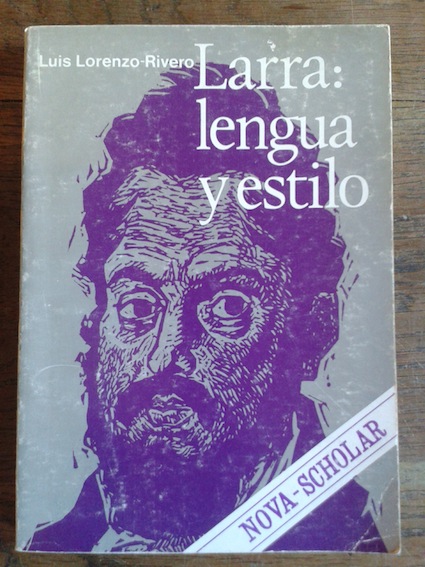 Luis Lorenzo-Rivero
Larra:
lengua
y estilo
NOVA-SCHOLAR